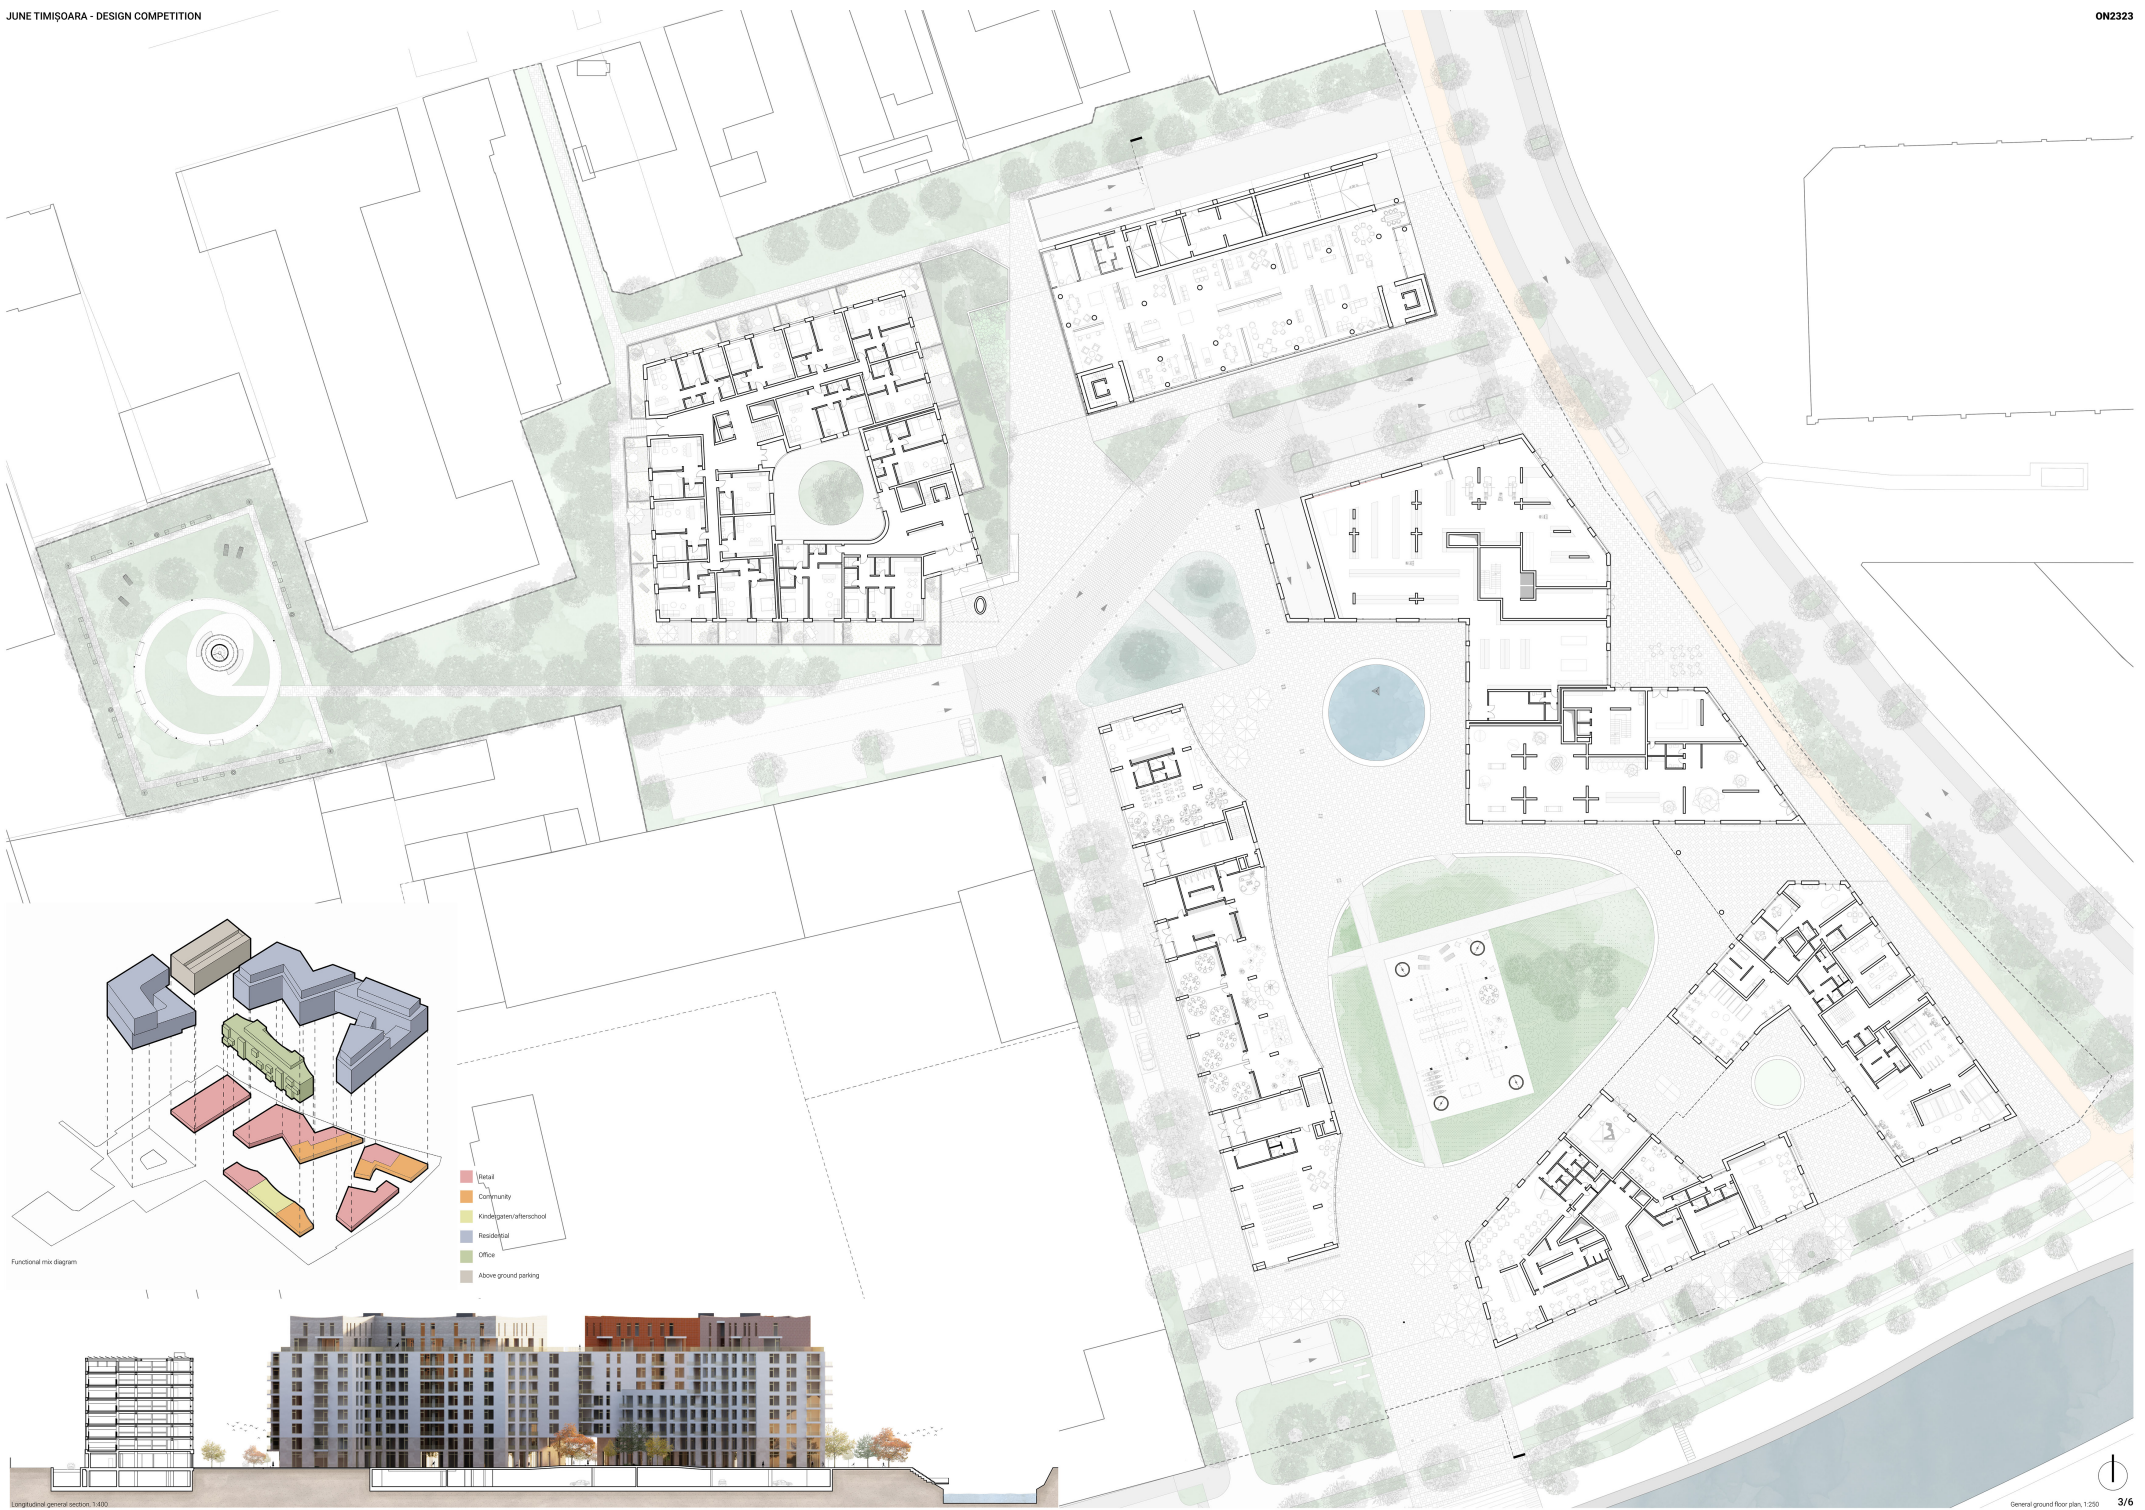 JUNE TIMIȘOARA - DESIGN COMPETITION
ON2323
Retail
Community
Kindergaten/afterschool
Residential
Office
Above ground parking
Functional mix diagram
Longitudinal general section, 1:400
General ground floor plan, 1:250
3/6